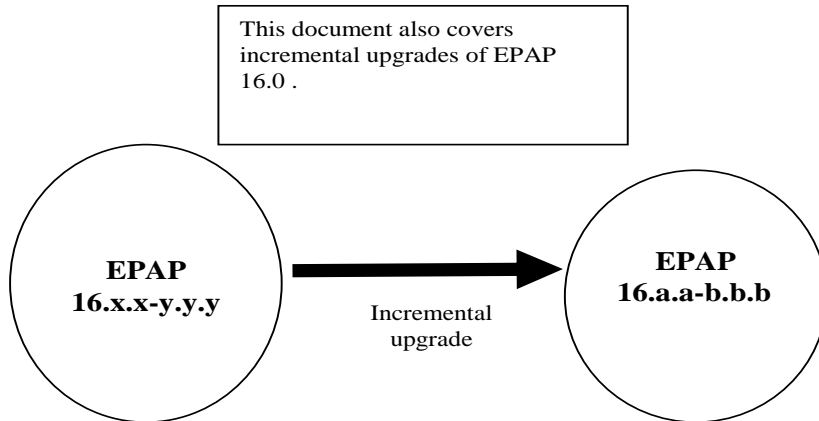 This document also covers
incremental upgrades of EPAP
16.0 .
EPAP
16.x.x-y.y.y
Incremental
upgrade
EPAP
16.a.a-b.b.b